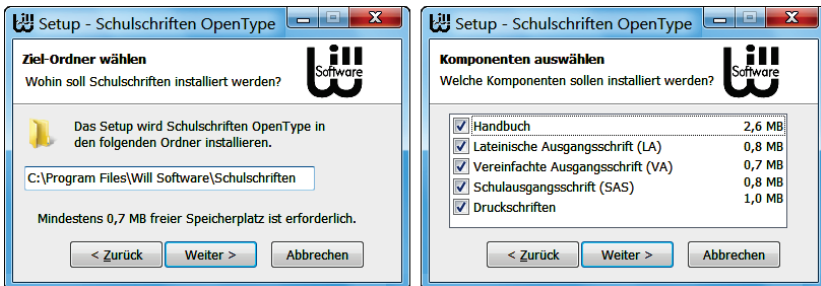 Setup - Schulschriften OpenType
Ziel-Ordner wählen
Wohin soll Schulschriften installiert werden?
Will
Software
Das Setup wird Schulschriften OpenType in
den folgenden Ordner installieren.
C:\Program Files\Will Software\Schulschriften
Mindestens 0,7 MB freier Speicherplatz ist erforderlich.
< Zurück Weiter > Abbrechen
Setup - Schulschriften OpenType
Komponenten auswählen
Welche Komponenten sollen installiert werden?
Will
Software
Handbuch 2,6 MB
Lateinische Ausgangsschrift (LA) 0,8 MB
Vereinfachte Ausgangsschrift (VA) 0,7 MB
Schulausgangsschrift (SAS) 0,8 MB
Druckschriften 1,0 MB
< Zurück Weiter > Abbrechen